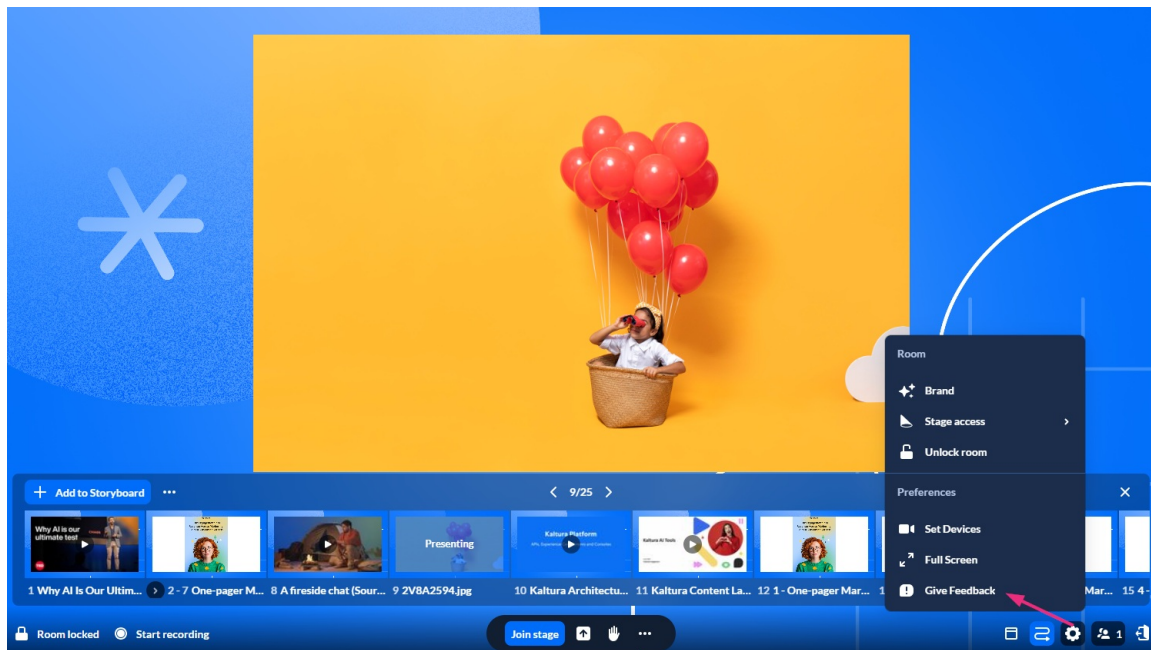 Room
Brand
Stage access
Unlock room
Preferences
Set Devices
Full Screen
Give Feedback
Add to Storyboard
9/25
Why AI is our
ultimate test
Presenting
Kaltura Platform
Kaltura AI Tools
1 Why AI Is Our Ultim...
2 - 7 One-pager M...
8 A fireside chat (Sour...
9 2V8A2594.jpg
10 Kaltura Architectu...
11 Kaltura Content La...
12 1 - One-pager Mar...
1
Mar...
15 4 -
Room locked
Start recording
Join stage
1